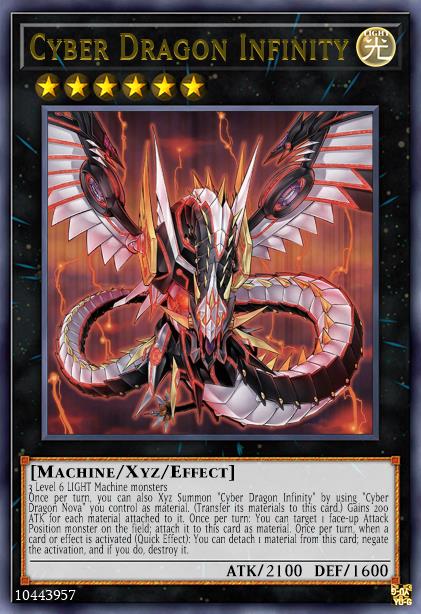 CYBER DRAGON INFINITY
LIGHT
光
[MACHINE/XYZ/EFFECT]
3 Level 6 LIGHT Machine monsters
Once per turn, you can also Xyz Summon "Cyber Dragon Infinity" by using "Cyber
Dragon Nova" you control as material. (Transfer its materials to this card.) Gains 200
ATK for each material attached to it. Once per turn: You can target 1 face-up Attack
Position monster on the field; attach it to this card as material. Once per turn, when a
card or effect is activated (Quick Effect): You can detach 1 material from this card; negate
the activation, and if you do, destroy it.
ATK/2100 DEF/1600
10443957